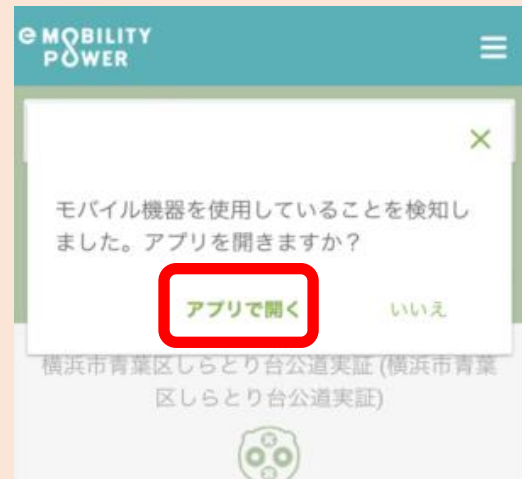 e MOBILITY
POWER
モバイル機器を使用していることを検知し
ました。アプリを開きますか？
アプリで開く
いいえ
横浜市青葉区しらとり台公道実証 (横浜市青葉
区しらとり台公道実証)